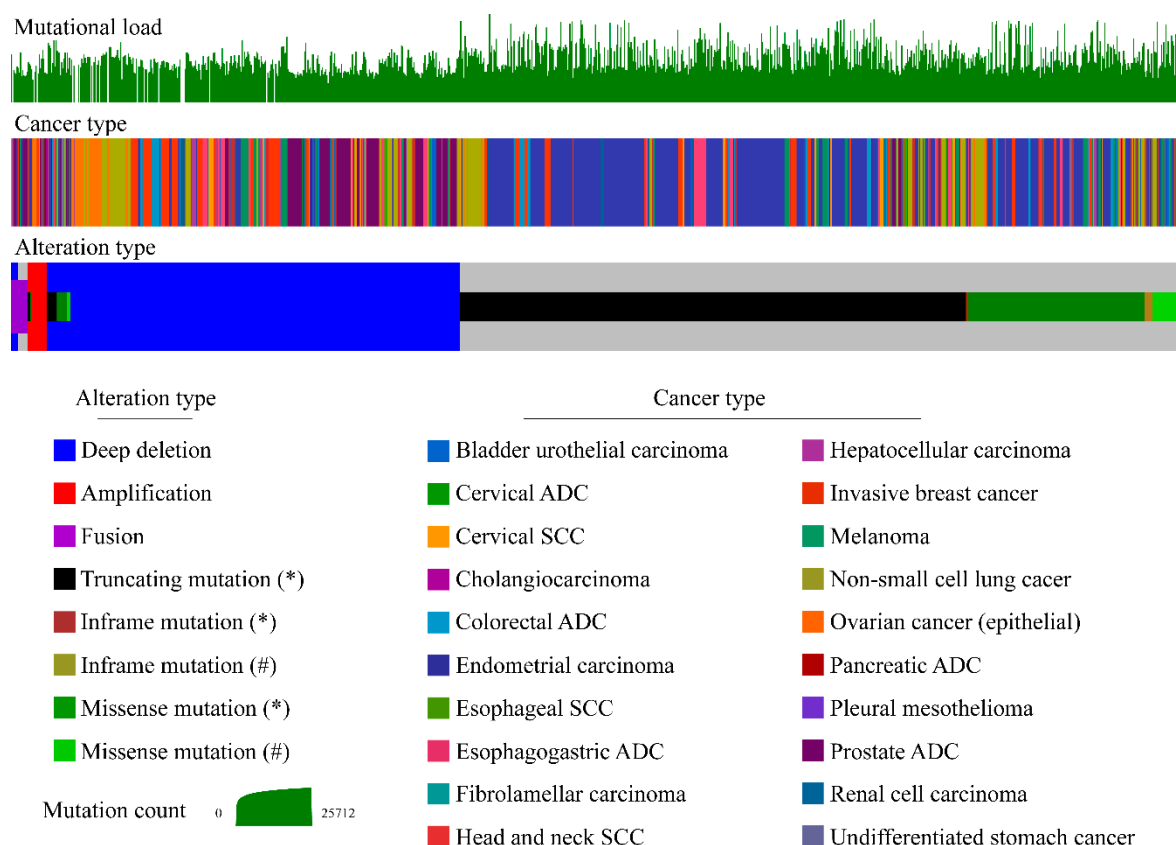 Mutational load
Cancer type
Alteration type
Alteration type
Cancer type
Deep deletion
Amplification
Fusion
Truncating mutation (*)
Inframe mutation (*)
Inframe mutation (#)
Missense mutation (*)
Missense mutation (#)
Mutation count 0 25712
Bladder urothelial carcinoma
Cervical ADC
Cervical SCC
Cholangiocarcinoma
Colorectal ADC
Endometrial carcinoma
Esophageal SCC
Esophagogastric ADC
Fibrolamellar carcinoma
Head and neck SCC
Hepatocellular carcinoma
Invasive breast cancer
Melanoma
Non-small cell lung cacer
Ovarian cancer (epithelial)
Pancreatic ADC
Pleural mesothelioma
Prostate ADC
Renal cell carcinoma
Undifferentiated stomach cancer